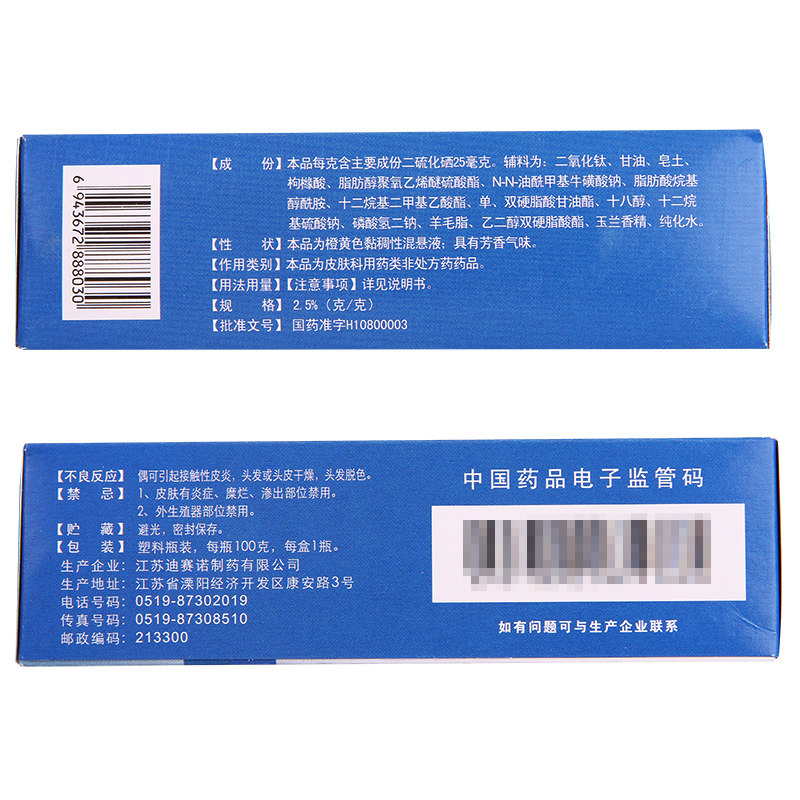 【成　份】本品每克含主要成份二硫化硒25毫克。辅料为：二氧化钛、甘油、皂土、
枸橼酸、脂肪醇聚氧乙烯醚硫酸酯、N-N-油酰甲基牛磺酸钠、脂肪酸烷基
醇酰胺、十二烷基二甲基乙酸酯、单、双硬脂酸甘油酯、十八醇、十二烷
基硫酸钠、磷酸氢二钠、羊毛脂、乙二醇双硬脂酸酯、玉兰香精、纯化水。
【性　状】本品为橙黄色黏稠性混悬液；具有芳香气味。
【作用类别】本品为皮肤科用药类非处方药药品。
【用法用量】【注意事项】详见说明书。
【规　格】2.5%（克/克）
【批准文号】国药准字H10800003
6 943672 888030
【不良反应】偶可引起接触性皮炎，头发或头皮干燥，头发脱色。
【禁　忌】1、皮肤有炎症、糜烂、渗出部位禁用。
2、外生殖器部位禁用。
【贮　藏】避光，密封保存。
【包　装】塑料瓶装，每瓶100克，每盒1瓶。
生产企业：江苏迪赛诺制药有限公司
生产地址：江苏省溧阳经济开发区康安路3号
电话号码：0519-87302019
传真号码：0519-87308510
邮政编码：213300
中国药品电子监管码
如有问题可与生产企业联系